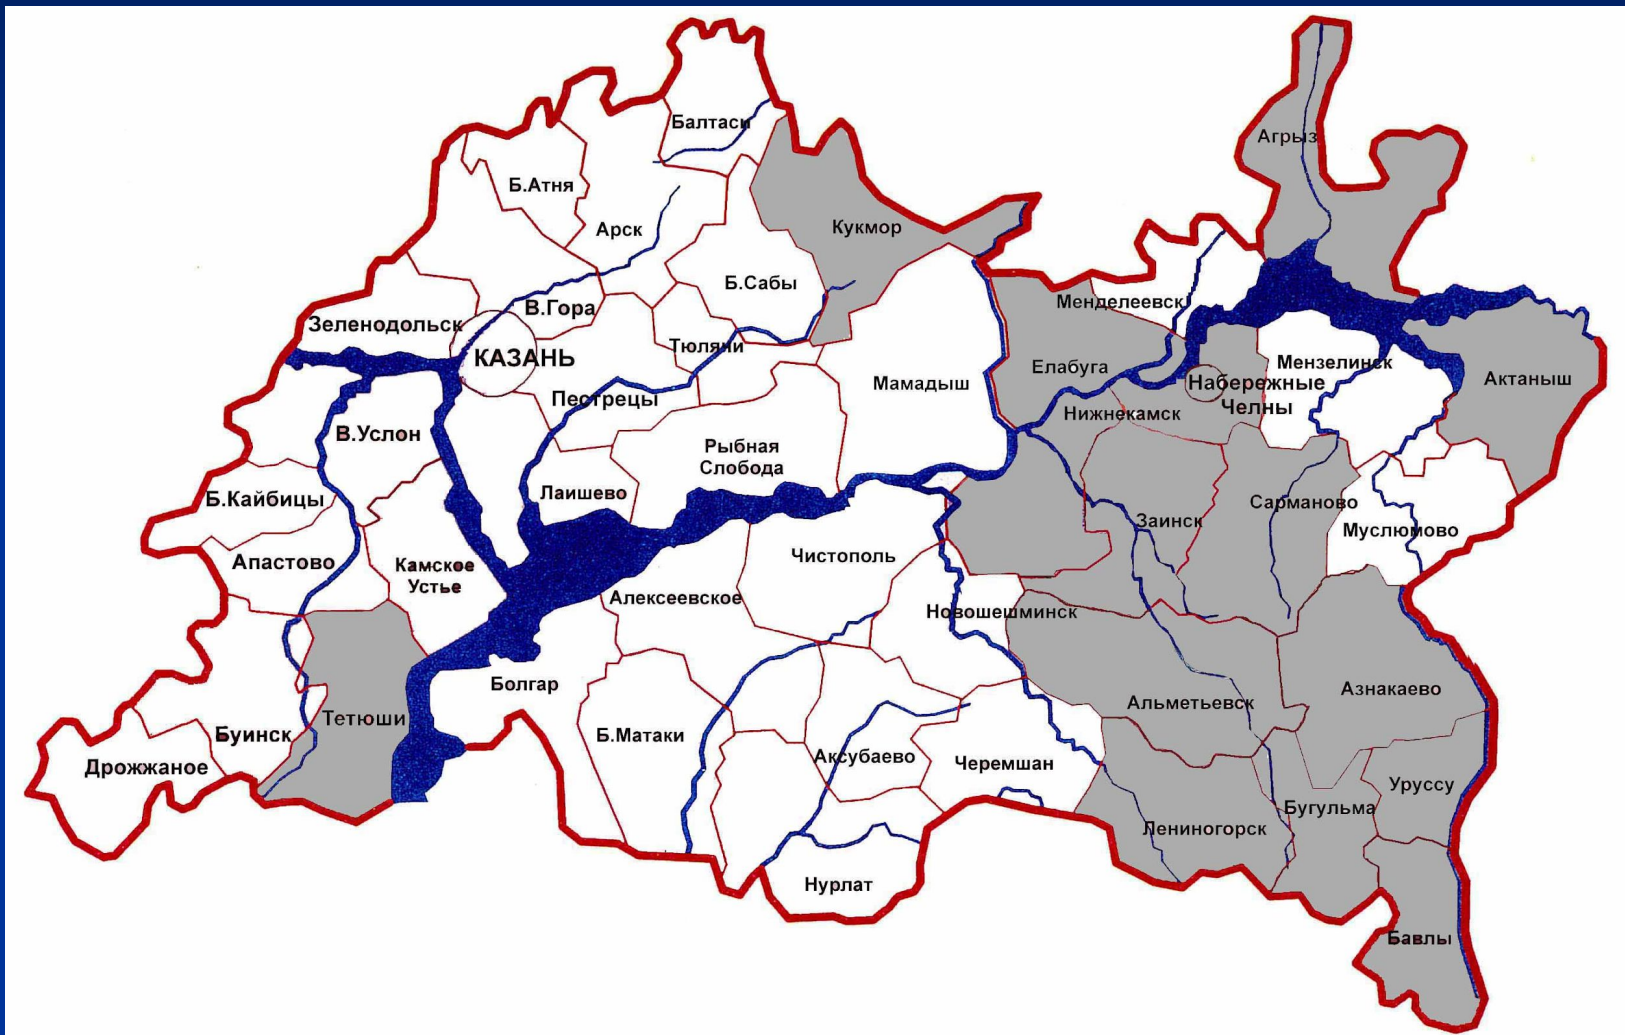 Балтаси
Агрыз
Б.Атня
Арск
Кукмор
Б.Сабы
Менделеевск
В.Гора
Зеленодольск
Тюлячи
КАЗАНЬ
Мензелинск
Елабуга
Мамадыш
Актаныш
Набережные
Челны
Пестрецы
Нижнекамск
В.Услон
Рыбная
Слобода
Б.Кайбицы
Лаишево
Сарманово
Заинск
Муслюмово
Чистополь
Апастово
Камское
Устье
Алексеевское
Новошешминск
Болгар
Азнакаево
Альметьевск
Тетюши
Буинск
Б.Матаки
Аксубаево
Черемшан
Дрожжаное
Уруссу
Бугульма
Лениногорск
Нурлат
Бавлы